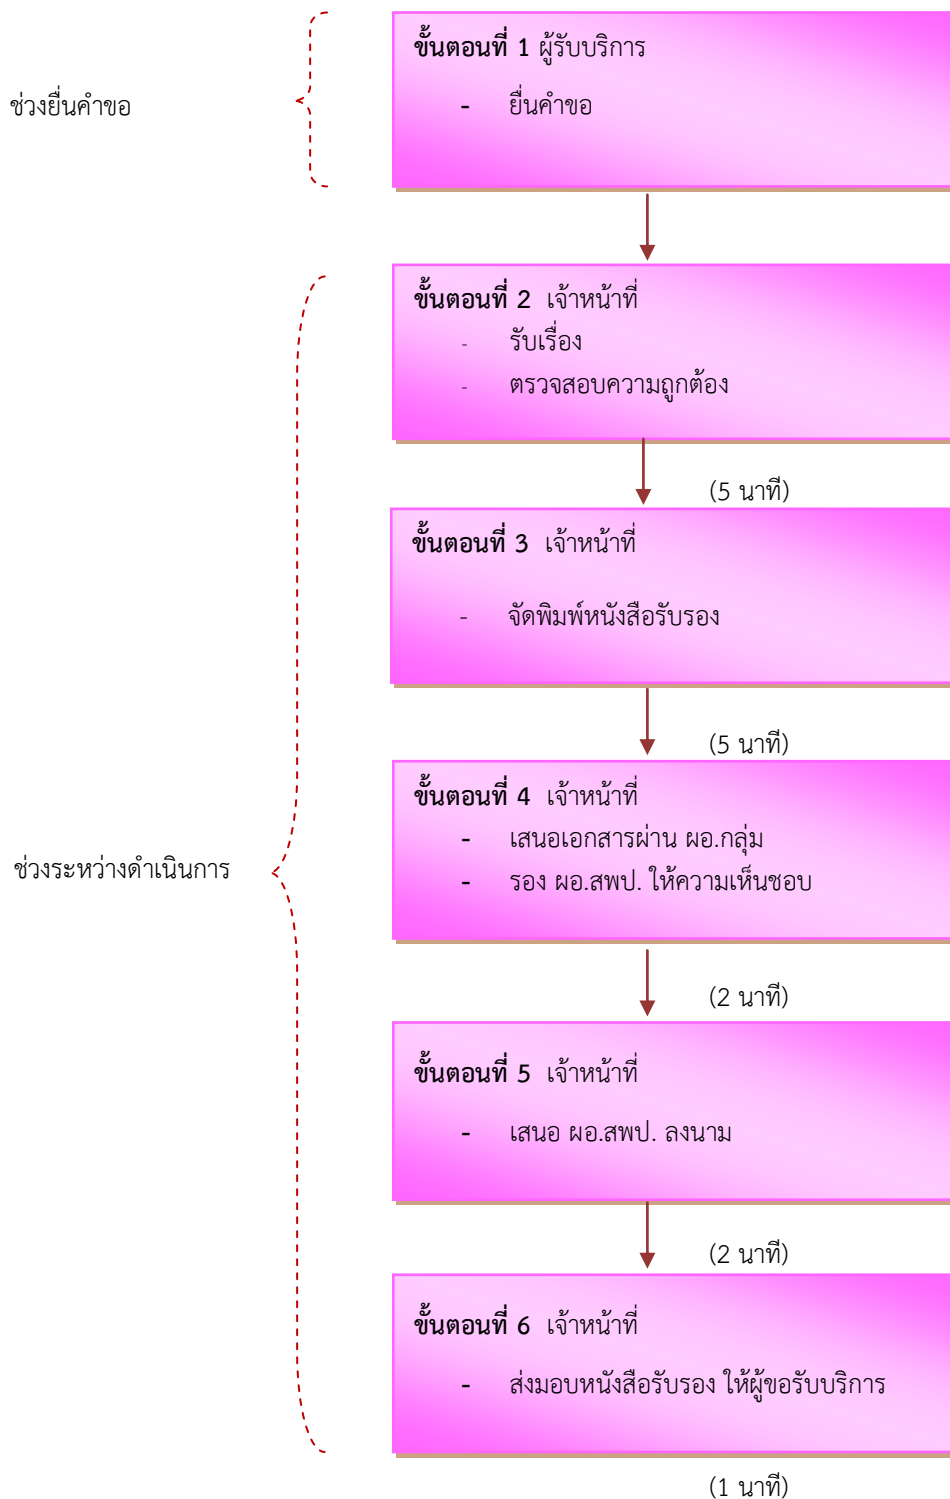 ขั้นตอนที่ 1 ผู้รับบริการ
ช่วงยื่นคำขอ
- ยื่นคำขอ
ขั้นตอนที่ 2 เจ้าหน้าที่
- รับเรื่อง
- ตรวจสอบความถูกต้อง
(5 นาที)
ขั้นตอนที่ 3 เจ้าหน้าที่
- จัดพิมพ์หนังสือรับรอง
(5 นาที)
ขั้นตอนที่ 4 เจ้าหน้าที่
- เสนอเอกสารผ่าน ผอ.กลุ่ม
- รอง ผอ.สพป. ให้ความเห็นชอบ
ช่วงระหว่างดำเนินการ
(2 นาที)
ขั้นตอนที่ 5 เจ้าหน้าที่
- เสนอ ผอ.สพป. ลงนาม
(2 นาที)
ขั้นตอนที่ 6 เจ้าหน้าที่
- ส่งมอบหนังสือรับรอง ให้ผู้ขอรับบริการ
(1 นาที)